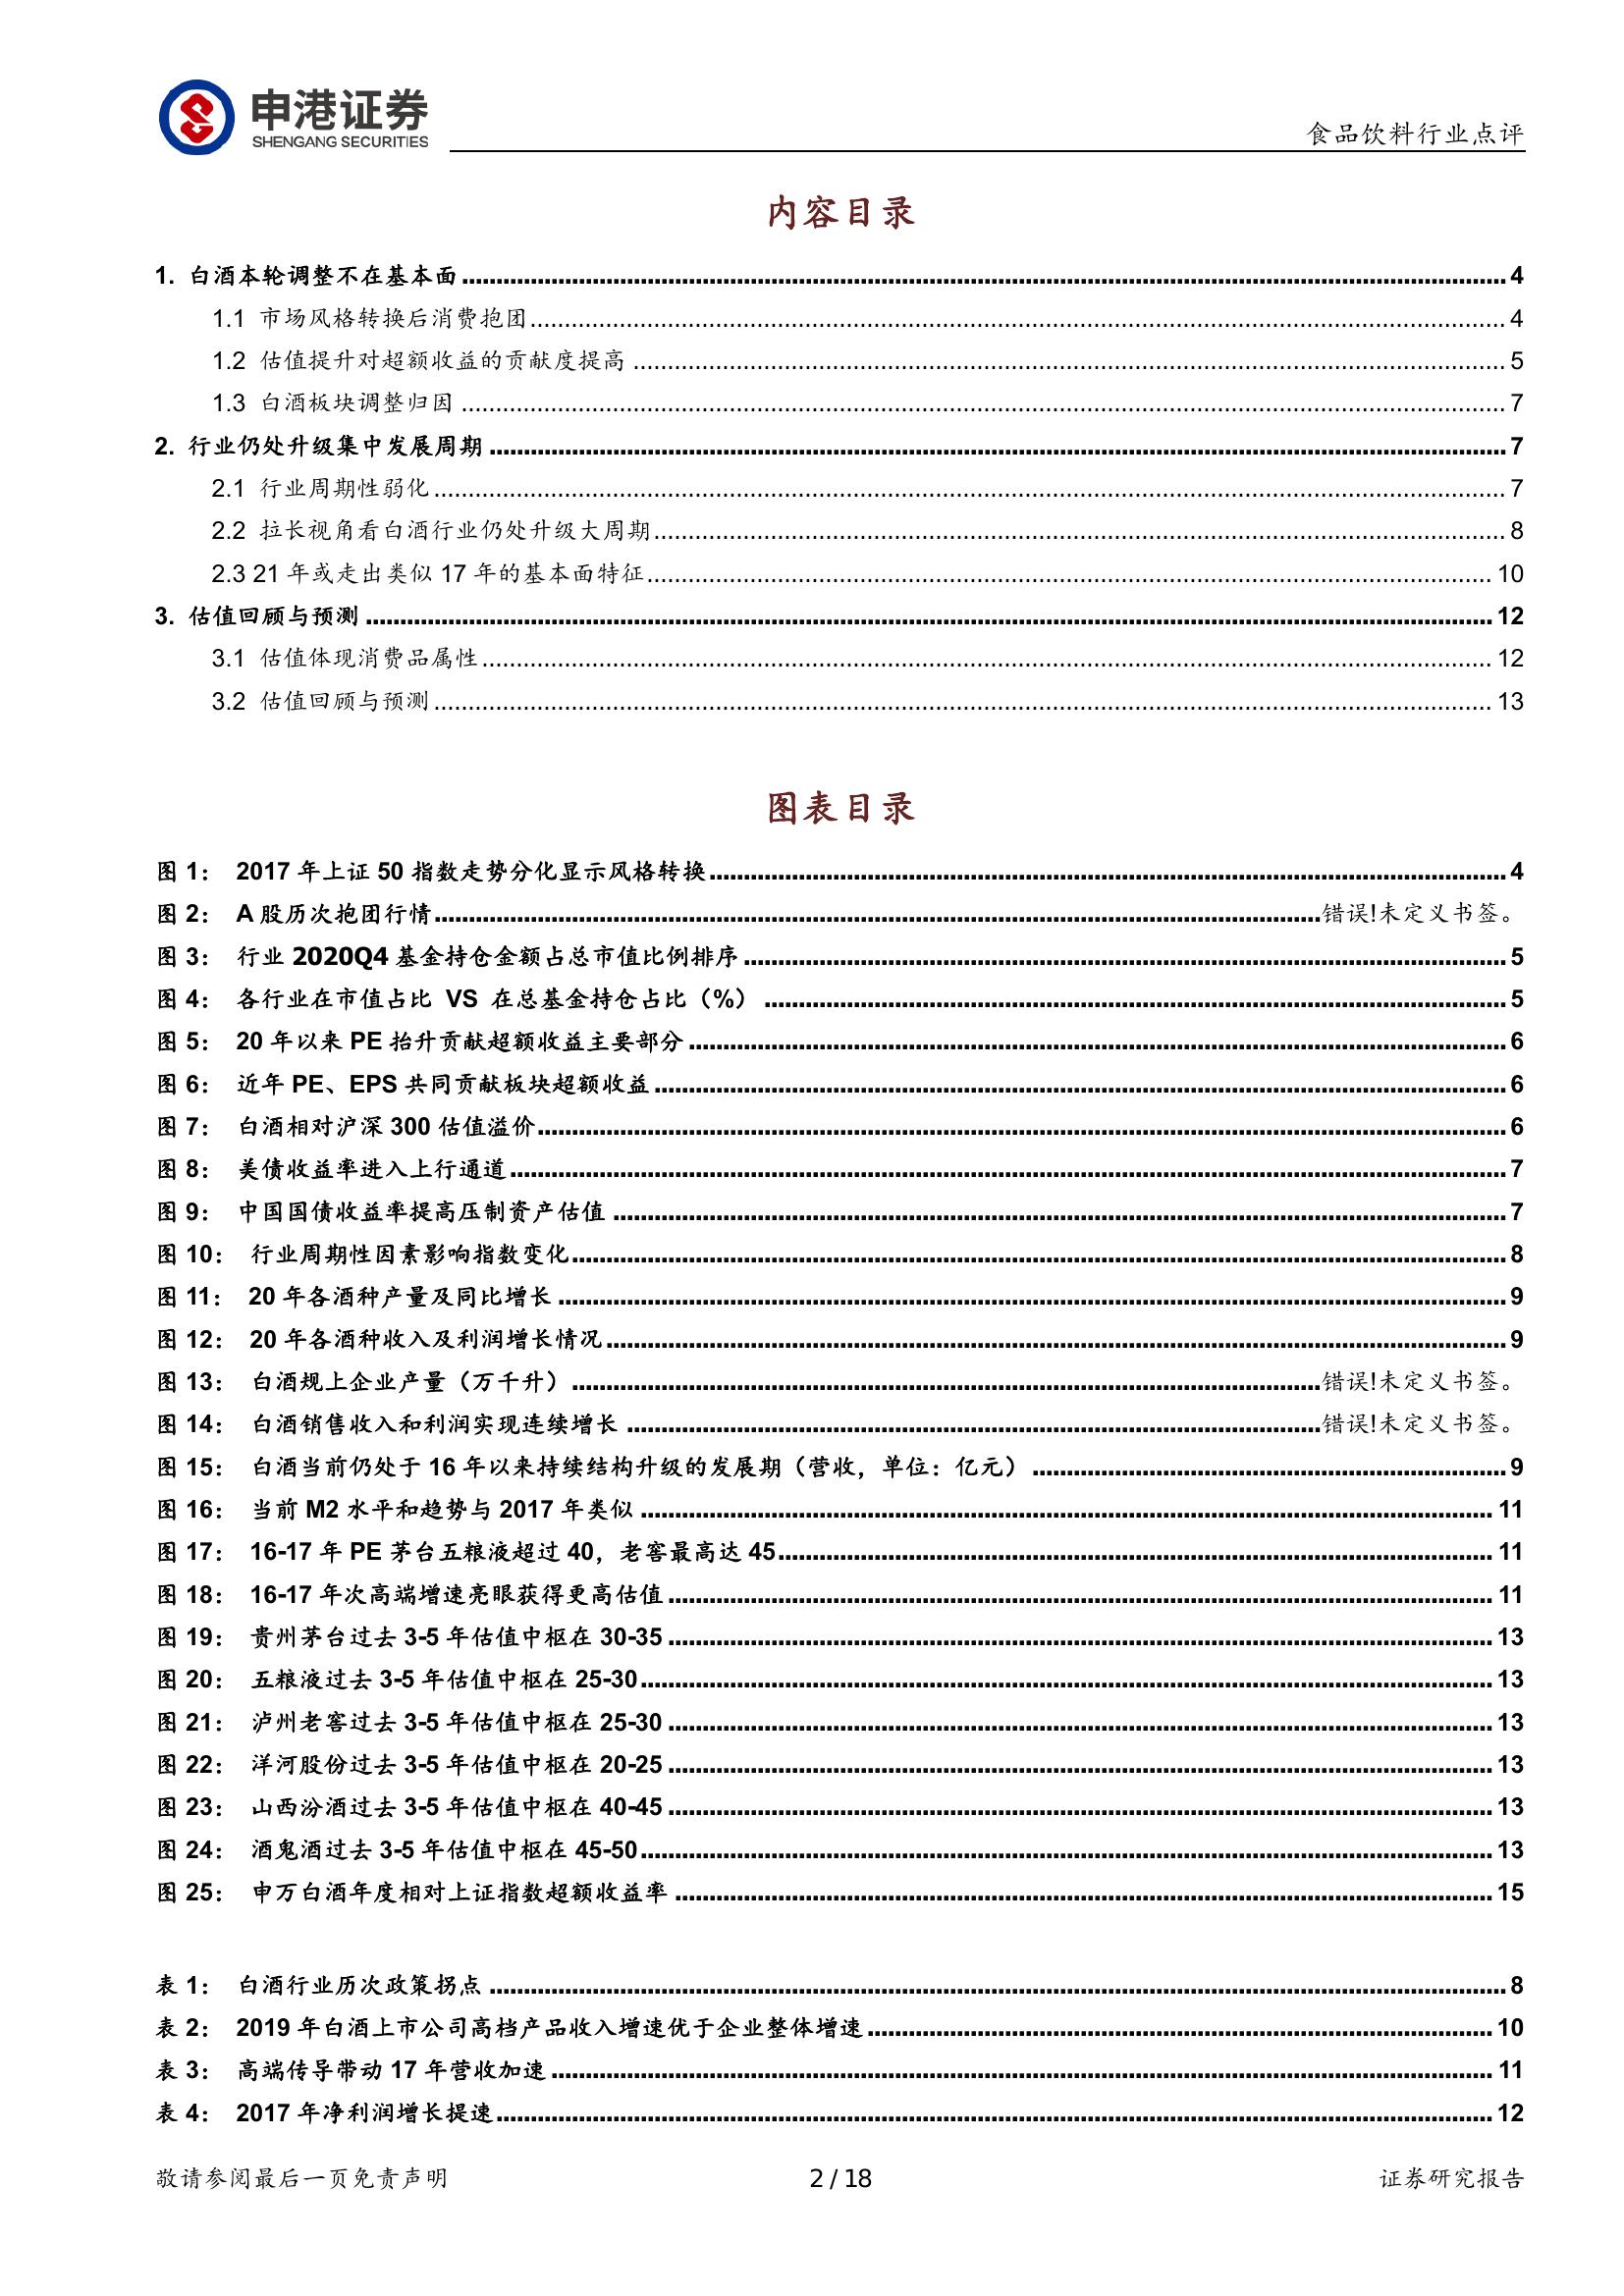 申港证券
SHENGANG SECURITIES
食品饮料行业点评
内容目录
1. 白酒本轮调整不在基本面 4
1.1 市场风格转换后消费抱团 4
1.2 估值提升对超额收益的贡献度提高 5
1.3 白酒板块调整归因 7
2. 行业仍处升级集中发展周期 7
2.1 行业周期性弱化 7
2.2 拉长视角看白酒行业仍处升级大周期 8
2.3 21 年或走出类似 17 年的基本面特征 10
3. 估值回顾与预测 12
3.1 估值体现消费品属性 12
3.2 估值回顾与预测 13
图表目录
图 1： 2017 年上证 50 指数走势分化显示风格转换 4
图 2： A 股历次抱团行情 错误!未定义书签。
图 3： 行业 2020Q4 基金持仓金额占总市值比例排序 5
图 4： 各行业在市值占比 VS 在总基金持仓占比（%） 5
图 5： 20 年以来 PE 抬升贡献超额收益主要部分 6
图 6： 近年 PE、EPS 共同贡献板块超额收益 6
图 7： 白酒相对沪深 300 估值溢价 6
图 8： 美债收益率进入上行通道 7
图 9： 中国国债收益率提高压制资产估值 7
图 10： 行业周期性因素影响指数变化 8
图 11： 20 年各酒种产量及同比增长 9
图 12： 20 年各酒种收入及利润增长情况 9
图 13： 白酒规上企业产量（万千升） 错误!未定义书签。
图 14： 白酒销售收入和利润实现连续增长 错误!未定义书签。
图 15： 白酒当前仍处于 16 年以来持续结构升级的发展期（营收，单位：亿元） 9
图 16： 当前 M2 水平和趋势与 2017 年类似 11
图 17： 16-17 年 PE 茅台五粮液超过 40，老窖最高达 45 11
图 18： 16-17 年次高端增速亮眼获得更高估值 11
图 19： 贵州茅台过去 3-5 年估值中枢在 30-35 13
图 20： 五粮液过去 3-5 年估值中枢在 25-30 13
图 21： 泸州老窖过去 3-5 年估值中枢在 25-30 13
图 22： 洋河股份过去 3-5 年估值中枢在 20-25 13
图 23： 山西汾酒过去 3-5 年估值中枢在 40-45 13
图 24： 酒鬼酒过去 3-5 年估值中枢在 45-50 13
图 25： 申万白酒年度相对上证指数超额收益率 15
表 1： 白酒行业历次政策拐点 8
表 2： 2019 年白酒上市公司高档产品收入增速优于企业整体增速 10
表 3： 高端传导带动 17 年营收加速 11
表 4： 2017 年净利润增长提速 12
敬请参阅最后一页免责声明 2 / 18 证券研究报告